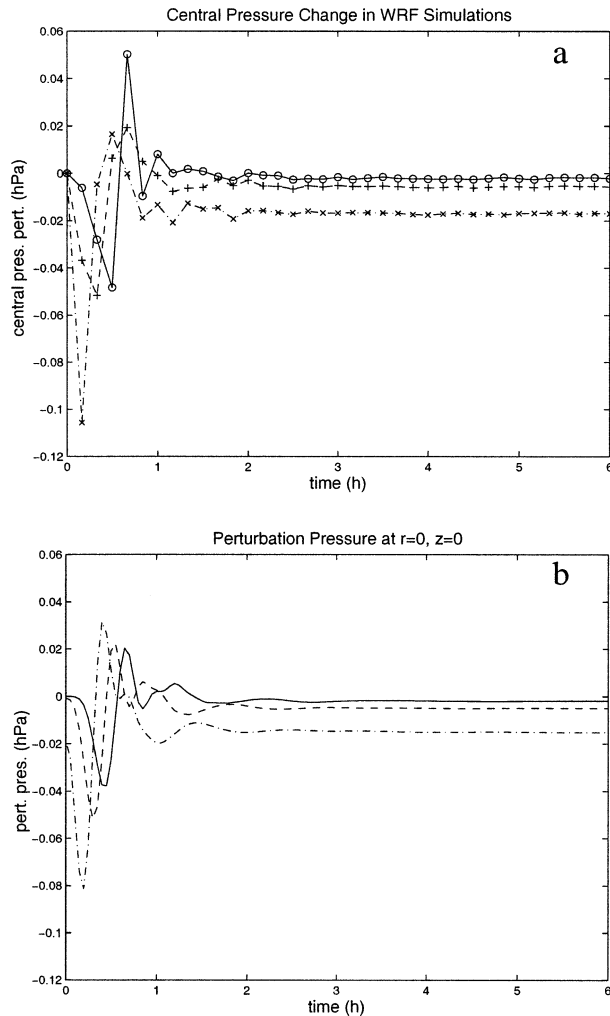 Central Pressure Change in WRF Simulations
a
0.06
0.04
0.02
0
−0.02
−0.04
−0.06
−0.08
−0.1
−0.12
central pres. pert. (hPa)
0 1 2 3 4 5 6
time (h)
Perturbation Pressure at r=0, z=0
b
0.06
0.04
0.02
0
−0.02
−0.04
−0.06
−0.08
−0.1
−0.12
pert. pres. (hPa)
0 1 2 3 4 5 6
time (h)